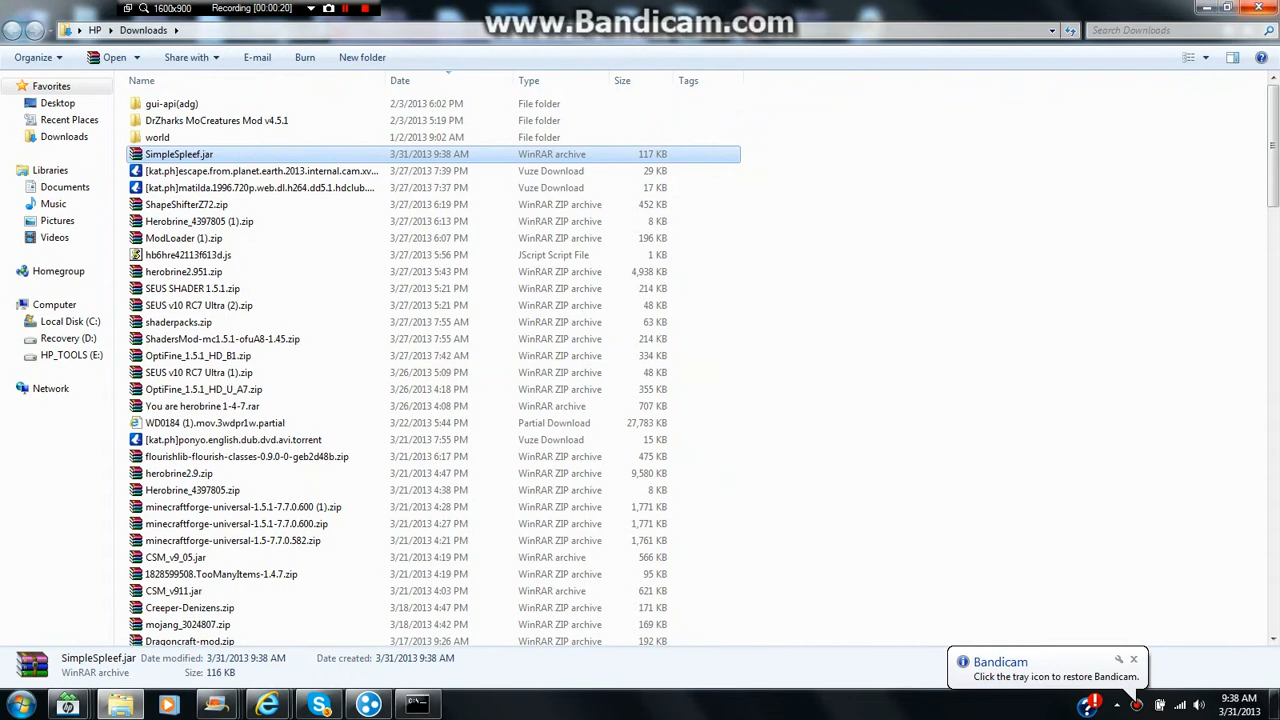 1600x900 [00:00:20]
www.Bandicam.com
HP Downloads Search Downloads
Organize Open Share with E-mail Burn New folder
Favorites
Desktop
Recent Places
Downloads
Libraries
Documents
Music
Pictures
Videos
Homegroup
Computer
Local Disk (C:)
Recovery (D:)
HP_TOOLS (E:)
Network
Name Date Type Size Tags
gui-api(adg) 2/3/2013 6:02 PM File folder
DrZharks MoCreatures Mod v4.5.1 2/3/2013 5:19 PM File folder
world 1/2/2013 9:02 AM File folder
SimpleSpleef.jar 3/31/2013 9:38 AM WinRAR archive 117 KB
[kat.ph]escape.from.planet.earth.2013.internal.cam.xv... 3/27/2013 7:39 PM Vuze Download 29 KB
[kat.ph]matilda.1996.720p.web.dl.h264.dd5.1.hdclub.... 3/27/2013 7:37 PM Vuze Download 17 KB
ShapeShifterZ72.zip 3/27/2013 6:19 PM WinRAR ZIP archive 452 KB
Herobrine_4397805 (1).zip 3/27/2013 6:13 PM WinRAR ZIP archive 8 KB
ModLoader (1).zip 3/27/2013 6:07 PM WinRAR ZIP archive 196 KB
hb6hre42113f613d.js 3/27/2013 5:56 PM JScript Script File 1 KB
herobrine2.951.zip 3/27/2013 5:43 PM WinRAR ZIP archive 4,938 KB
SEUS SHADER 1.5.1.zip 3/27/2013 5:21 PM WinRAR ZIP archive 214 KB
SEUS v10 RC7 Ultra (2).zip 3/27/2013 5:21 PM WinRAR ZIP archive 48 KB
shaderpacks.zip 3/27/2013 7:55 AM WinRAR ZIP archive 63 KB
ShadersMod-mc1.5.1-ofuA8-1.45.zip 3/27/2013 7:55 AM WinRAR ZIP archive 214 KB
OptiFine_1.5.1_HD_B1.zip 3/27/2013 7:42 AM WinRAR ZIP archive 334 KB
SEUS v10 RC7 Ultra (1).zip 3/26/2013 5:09 PM WinRAR ZIP archive 48 KB
OptiFine_1.5.1_HD_U_A7.zip 3/26/2013 4:18 PM WinRAR ZIP archive 355 KB
You are herobrine 1-4-7.rar 3/26/2013 4:08 PM WinRAR archive 707 KB
WD0184 (1).mov.3wdpr1w.partial 3/22/2013 5:44 PM Partial Download 27,783 KB
[kat.ph]ponyo.english.dub.dvd.avi.torrent 3/21/2013 7:55 PM Vuze Download 15 KB
flourishlib-flourish-classes-0.9.0-0-geb2d48b.zip 3/21/2013 6:17 PM WinRAR ZIP archive 475 KB
herobrine2.9.zip 3/21/2013 4:47 PM WinRAR ZIP archive 9,580 KB
Herobrine_4397805.zip 3/21/2013 4:38 PM WinRAR ZIP archive 8 KB
minecraftforge-universal-1.5.1-7.7.0.600 (1).zip 3/21/2013 4:28 PM WinRAR ZIP archive 1,771 KB
minecraftforge-universal-1.5.1-7.7.0.600.zip 3/21/2013 4:27 PM WinRAR ZIP archive 1,771 KB
minecraftforge-universal-1.5-7.7.0.582.zip 3/21/2013 4:21 PM WinRAR ZIP archive 1,761 KB
CSM_v9_05.jar 3/21/2013 4:19 PM WinRAR archive 566 KB
1828599508.TooManyItems-1.4.7.zip 3/21/2013 4:19 PM WinRAR ZIP archive 95 KB
CSM_v911.jar 3/21/2013 4:03 PM WinRAR archive 621 KB
Creeper-Denizens.zip 3/18/2013 4:47 PM WinRAR ZIP archive 171 KB
mojang_3024807.zip 3/18/2013 4:42 PM WinRAR ZIP archive 169 KB
Dragoncraft-mod.zip 3/17/2013 9:26 AM WinRAR ZIP archive 192 KB
SimpleSpleef.jar Date modified: 3/31/2013 9:38 AM Date created: 3/31/2013 9:38 AM
WinRAR archive Size: 116 KB
Bandicam
Click the tray icon to restore Bandicam.
9:38 AM
3/31/2013